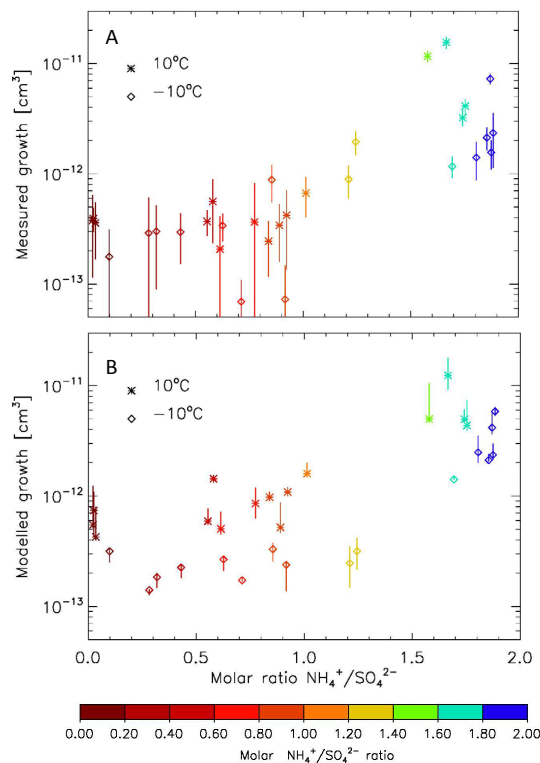 A
10°C
−10°C
10⁻¹¹
10⁻¹²
10⁻¹³
Measured growth [cm³]
B
10°C
−10°C
10⁻¹¹
10⁻¹²
10⁻¹³
Modelled growth [cm³]
0.0 0.5 1.0 1.5 2.0
Molar ratio NH₄⁺/SO₄²⁻
0.00 0.20 0.40 0.60 0.80 1.00 1.20 1.40 1.60 1.80 2.00
Molar NH₄⁺/SO₄²⁻ ratio